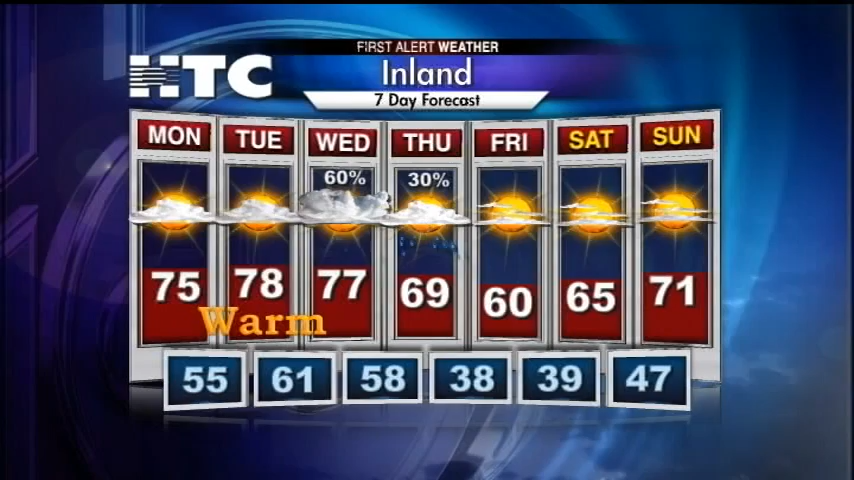 FIRST ALERT WEATHER
HTC
Inland
7 Day Forecast
MON TUE WED THU FRI SAT SUN
60% 30%
75 78 77 69 60 65 71
Warm
55 61 58 38 39 47